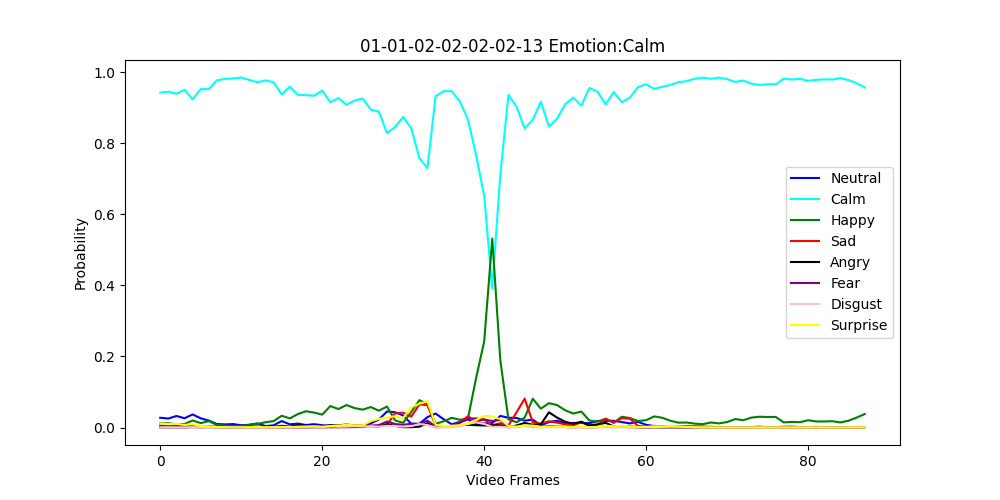 01-01-02-02-02-02-13 Emotion:Calm
1.0
0.8
0.6
0.4
0.2
0.0
Probability
0
20
40
60
80
Video Frames
Neutral
Calm
Happy
Sad
Angry
Fear
Disgust
Surprise